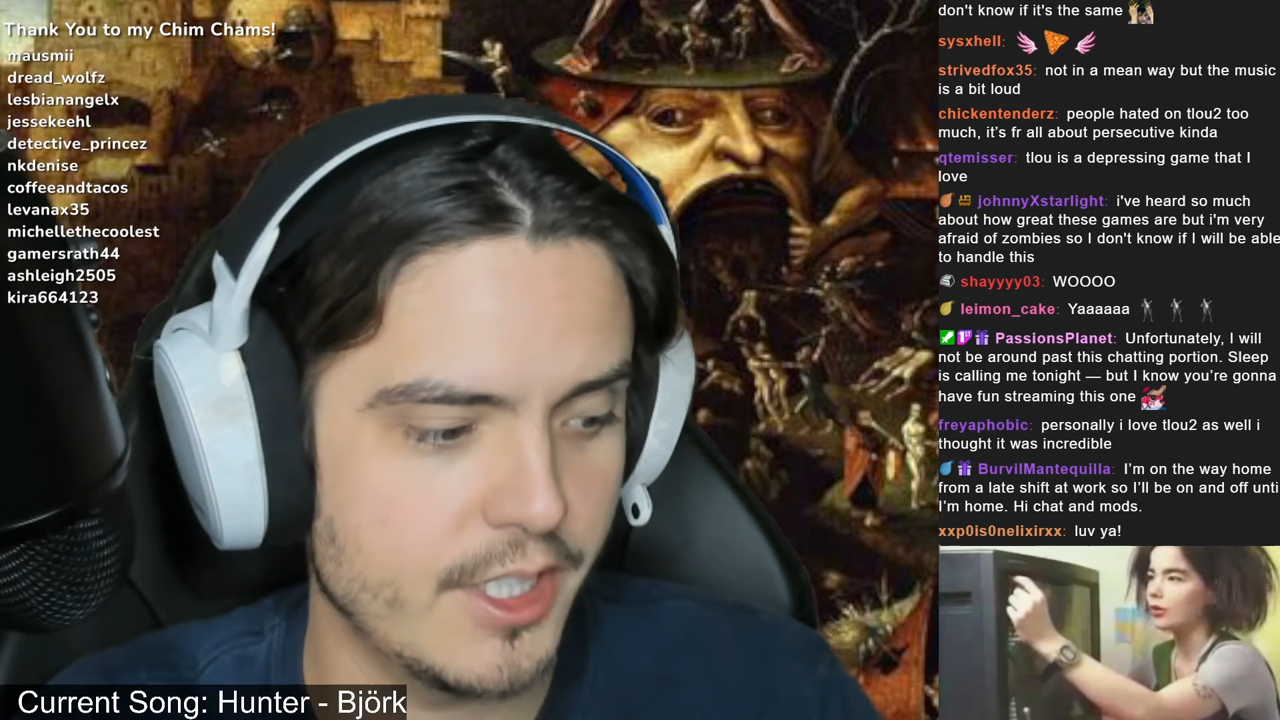 Thank You to my Chim Chams!
mausmii
dread_wolfz
lesbianangelx
jessekeehl
detective_princez
nkdenise
coffeeandtacos
levanax35
michellethecoolest
gamersrath44
ashleigh2505
kira664123
Current Song: Hunter - Björk
don't know if it's the same
sysxhell:
strivedfox35: not in a mean way but the music
is a bit loud
chickentenderz: people hated on tlou2 too
much, it's fr all about persecutive kinda
qtemisser: tlou is a depressing game that I
love
johnnyXstarlight: i've heard so much
about how great these games are but i'm very
afraid of zombies so I don't know if I will be able
to handle this
shayyyy03: WOOOO
leimon_cake: Yaaaaaa
PassionsPlanet: Unfortunately, I will
not be around past this chatting portion. Sleep
is calling me tonight — but I know you're gonna
have fun streaming this one
freyaphobic: personally i love tlou2 as well i
thought it was incredible
BurvilMantequilla: I'm on the way home
from a late shift at work so I'll be on and off unti
I'm home. Hi chat and mods.
xxp0is0nelixirxx: luv ya!